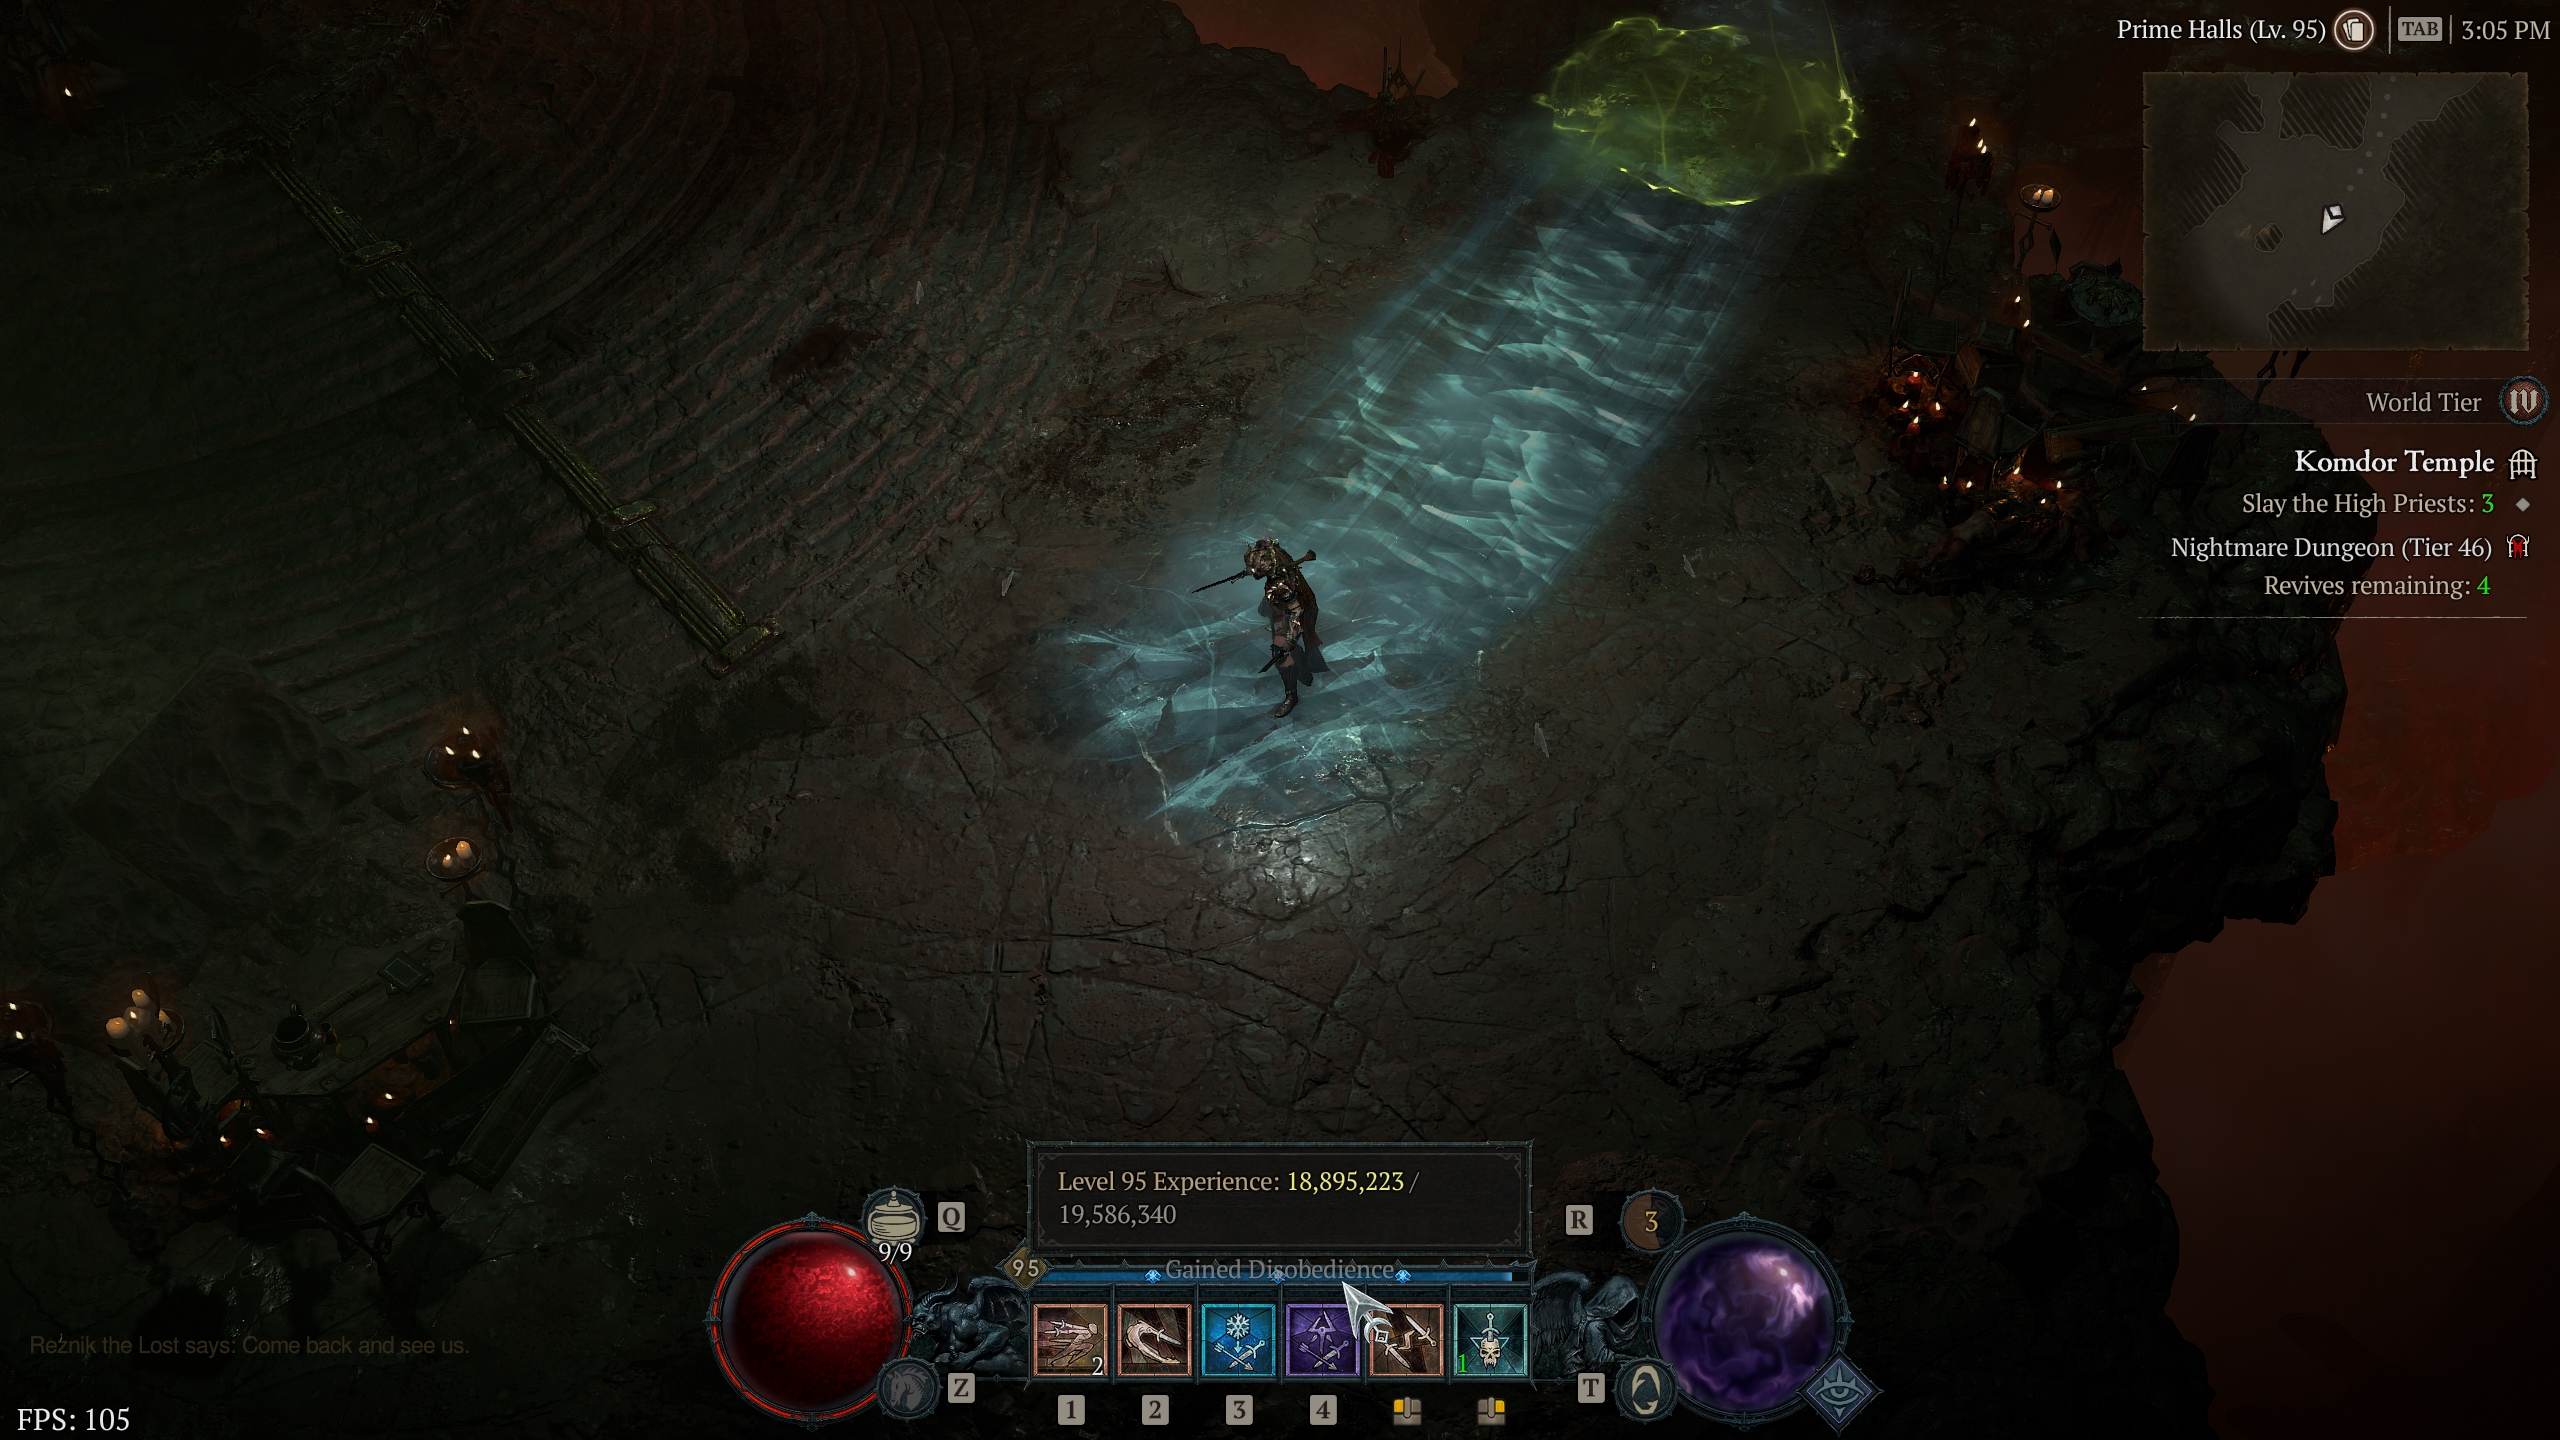 Prime Halls (Lv. 95) TAB 3:05 PM
World Tier IV
Komdor Temple
Slay the High Priests: 3
Nightmare Dungeon (Tier 46)
Revives remaining: 4
Level 95 Experience: 18,895,223 /
19,586,340
Q
9/9
R
3
95
Gained Disobedience
2
1
Z
T
1 2 3 4
Reznik the Lost says: Come back and see us.
FPS: 105